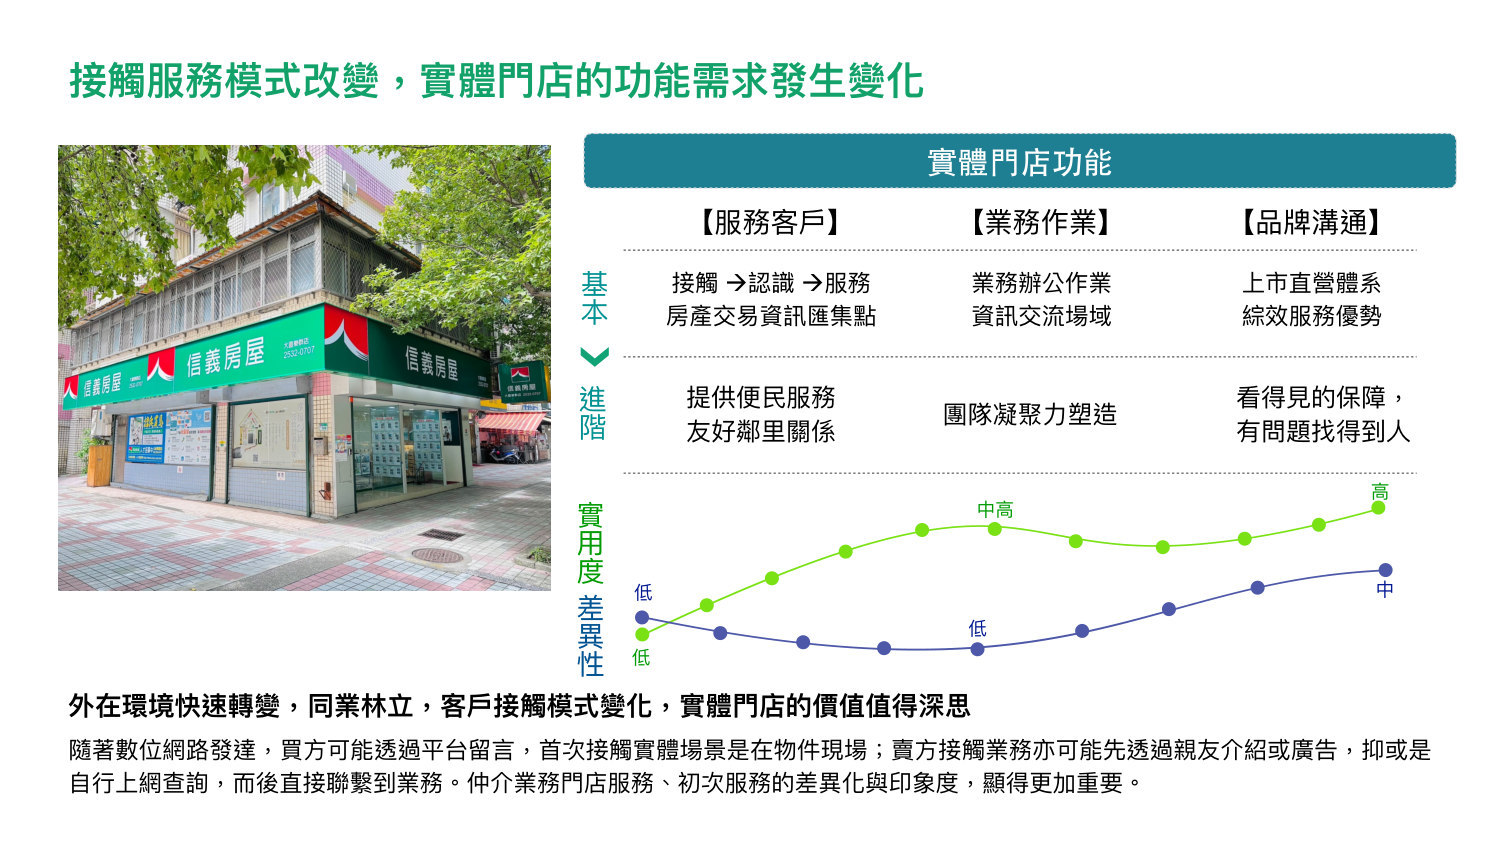 接觸服務模式改變，實體門店的功能需求發生變化
信義房屋
信義房屋
信義房屋
信義房屋
2532-0707
實體門店功能
【服務客戶】
【業務作業】
【品牌溝通】
基本
接觸→認識→服務
房產交易資訊匯集點
業務辦公作業
資訊交流場域
上市直營體系
綜效服務優勢
進階
提供便民服務
友好鄰里關係
團隊凝聚力塑造
看得見的保障，
有問題找得到人
實用度
差異性
低
低
中高
低
高
中
外在環境快速轉變，同業林立，客戶接觸模式變化，實體門店的價值值得深思
隨著數位網路發達，買方可能透過平台留言，首次接觸實體場景是在物件現場；賣方接觸業務亦可能先透過親友介紹或廣告，抑或是
自行上網查詢，而後直接聯繫到業務。仲介業務門店服務、初次服務的差異化與印象度，顯得更加重要。